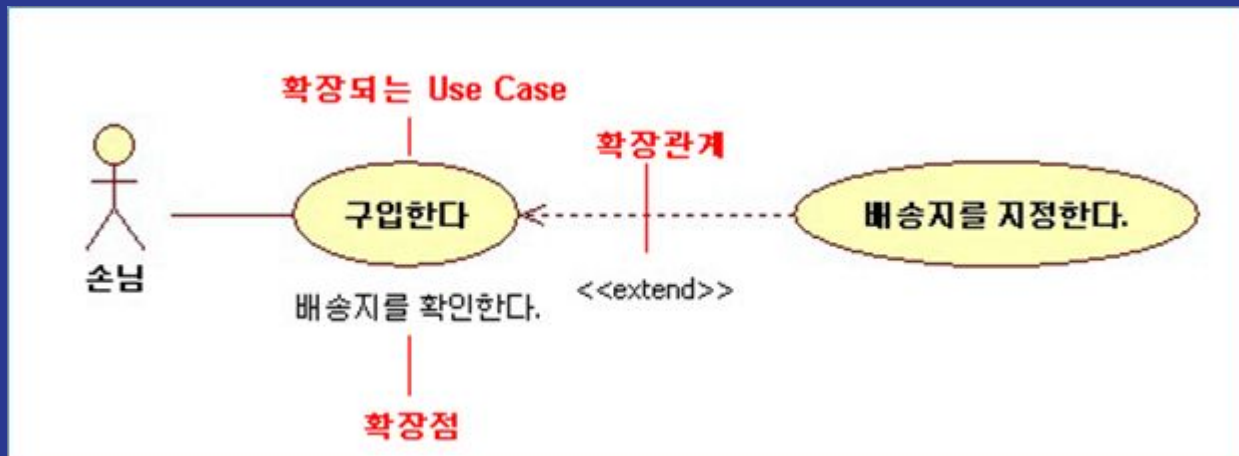 확장되는 Use Case
확장관계
구입한다
배송지를 지정한다.
손님
배송지를 확인한다.
<<extend>>
확장점